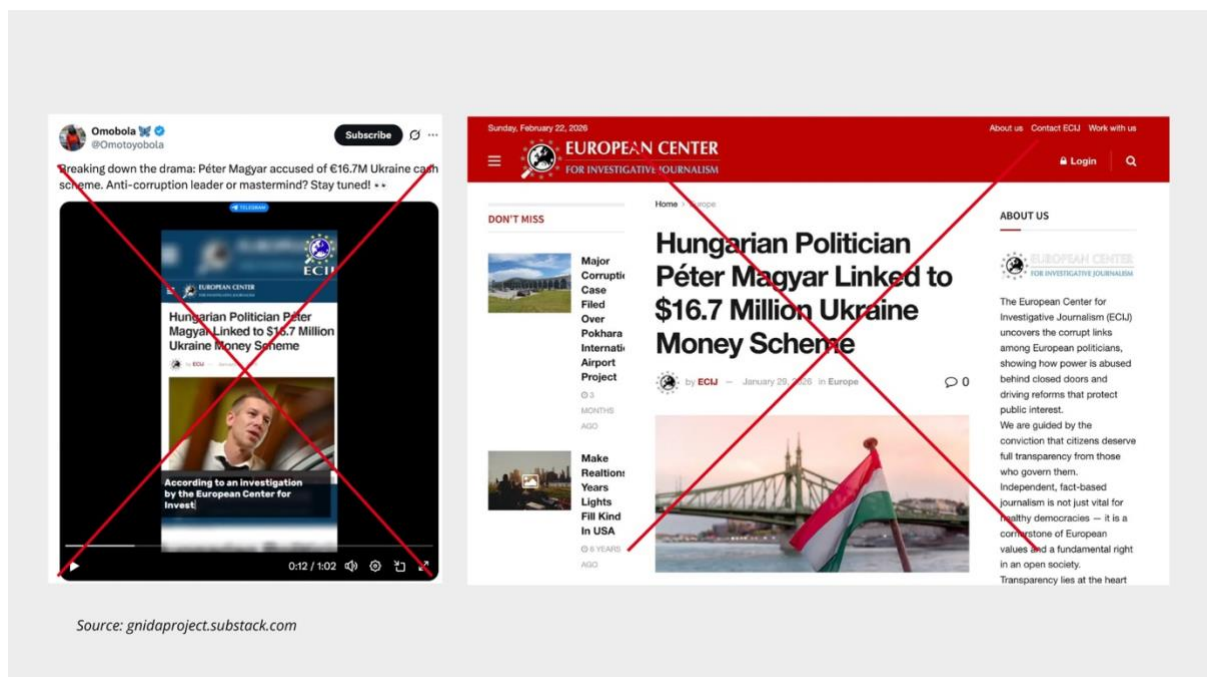 Omobola
@Omotoyobola
Subscribe
Breaking down the drama: Péter Magyar accused of €16.7M Ukraine cash
scheme. Anti-corruption leader or mastermind? Stay tuned!
TELEGRAM
ECIJ
EUROPEAN CENTER
FOR INVESTIGATIVE JOURNALISM
Hungarian Politician Péter
Magyar Linked to $16.7 Million
Ukraine Money Scheme
by ECIJ
According to an investigation
by the European Center for
Invest
0:12 / 1:02
Sunday, February 22, 2026
About us Contact ECIJ Work with us
EUROPEAN CENTER
FOR INVESTIGATIVE JOURNALISM
Login
DON'T MISS
Major
Corrupti
Case
Filed
Over
Pokhara
Internati
Airport
Project
3
MONTHS
AGO
Make
Realtion
Years
Lights
Fill Kind
In USA
6 YEARS
AGO
Home > Europe
Hungarian Politician
Péter Magyar Linked to
$16.7 Million Ukraine
Money Scheme
by ECIJ — January 29, 2026 in Europe
0
ABOUT US
EUROPEAN CENTER
FOR INVESTIGATIVE JOURNALISM
The European Center for
Investigative Journalism (ECIJ)
uncovers the corrupt links
among European politicians,
showing how power is abused
behind closed doors and
driving reforms that protect
public interest.
We are guided by the
conviction that citizens deserve
full transparency from those
who govern them.
Independent, fact-based
journalism is not just vital for
healthy democracies — it is a
cornerstone of European
values and a fundamental right
in an open society.
Transparency lies at the heart
Source: gnidaproject.substack.com